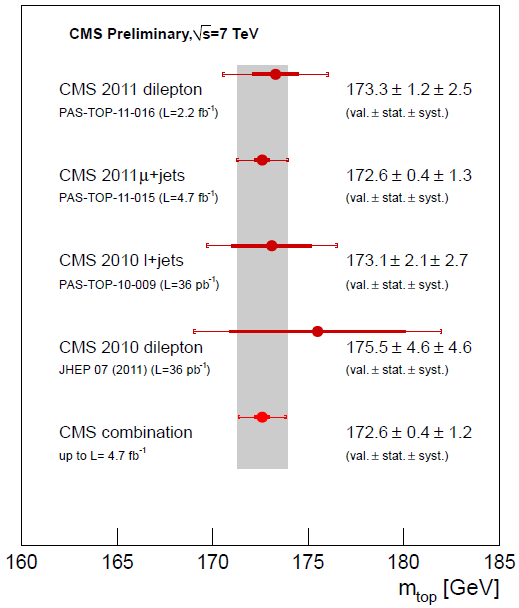 CMS Preliminary,√s=7 TeV
CMS 2011 dilepton 173.3 ± 1.2 ± 2.5
PAS-TOP-11-016 (L=2.2 fb⁻¹) (val. ± stat. ± syst.)
CMS 2011 μ+jets 172.6 ± 0.4 ± 1.3
PAS-TOP-11-015 (L=4.7 fb⁻¹) (val. ± stat. ± syst.)
CMS 2010 l+jets 173.1 ± 2.1 ± 2.7
PAS-TOP-10-009 (L=36 pb⁻¹) (val. ± stat. ± syst.)
CMS 2010 dilepton 175.5 ± 4.6 ± 4.6
JHEP 07 (2011) (L=36 pb⁻¹) (val. ± stat. ± syst.)
CMS combination 172.6 ± 0.4 ± 1.2
up to L= 4.7 fb⁻¹ (val. ± stat. ± syst.)
160 165 170 175 180 185
m_top [GeV]